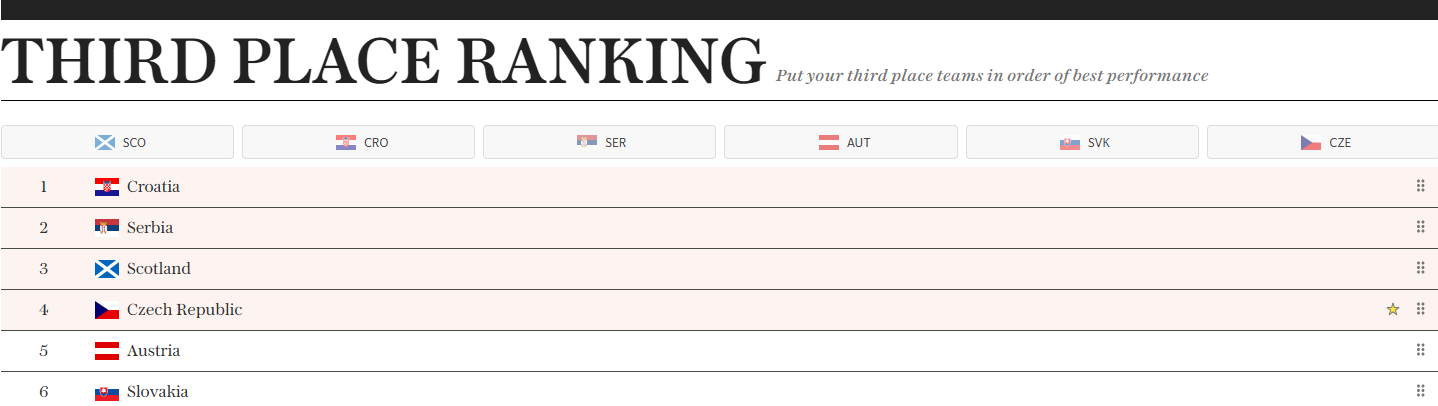 THIRD PLACE RANKING Put your third place teams in order of best performance
SCO CRO SER AUT SVK CZE
1 Croatia
2 Serbia
3 Scotland
4 Czech Republic
5 Austria
6 Slovakia